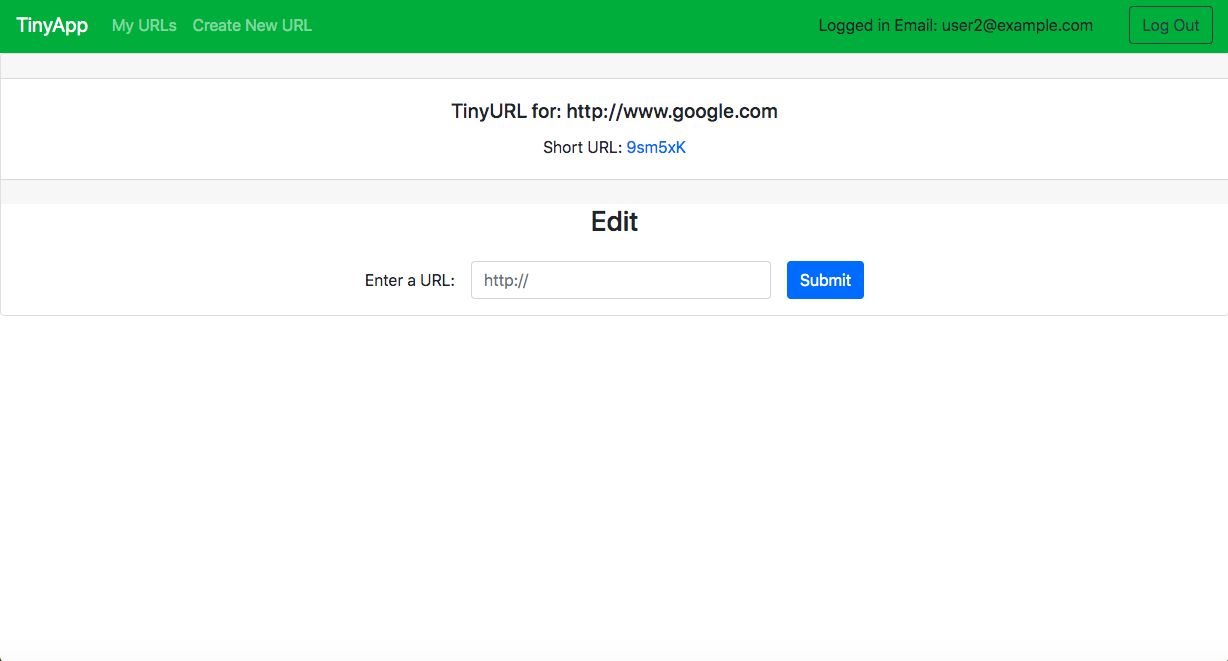 TinyApp My URLs Create New URL Logged in Email: user2@example.com Log Out
TinyURL for: http://www.google.com
Short URL: 9sm5xK
Edit
Enter a URL: http:// Submit